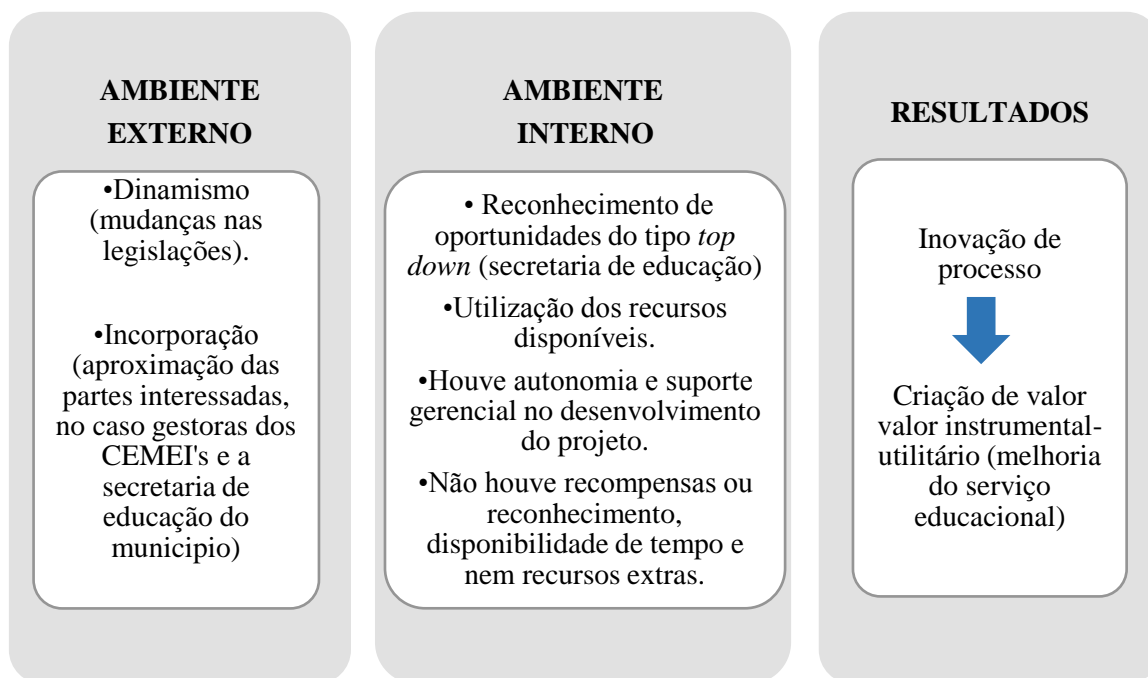 AMBIENTE
EXTERNO
•Dinamismo
(mudanças nas
legislações).
•Incorporação
(aproximação das
partes interessadas,
no caso gestoras dos
CEMEI's e a
secretaria de
educação do
municipio)
AMBIENTE
INTERNO
• Reconhecimento de
oportunidades do tipo top
down (secretaria de educação)
•Utilização dos recursos
disponíveis.
•Houve autonomia e suporte
gerencial no desenvolvimento
do projeto.
•Não houve recompensas ou
reconhecimento,
disponibilidade de tempo e
nem recursos extras.
RESULTADOS
Inovação de
processo
Criação de valor
valor instrumental-
utilitário (melhoria
do serviço
educacional)